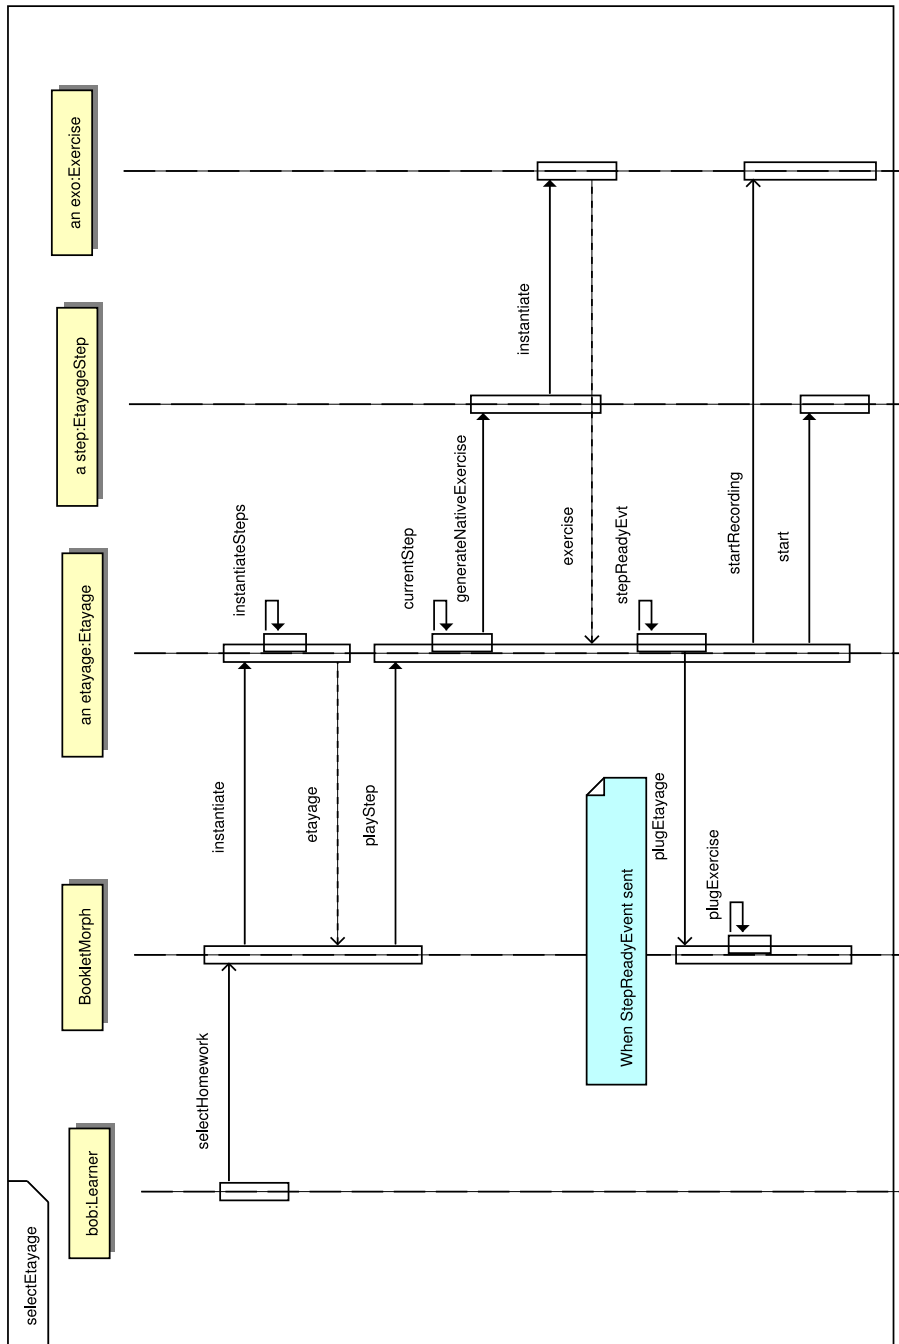 selectEtayage
bob:Learner
BookletMorph
an etayage:Etayage
a step:EtayageStep
an exo:Exercise
selectHomework
instantiate
instantiateSteps
etayage
playStep
currentStep
generateNativeExercise
instantiate
exercise
stepReadyEvt
When StepReadyEvent sent
plugEtayage
plugExercise
startRecording
start